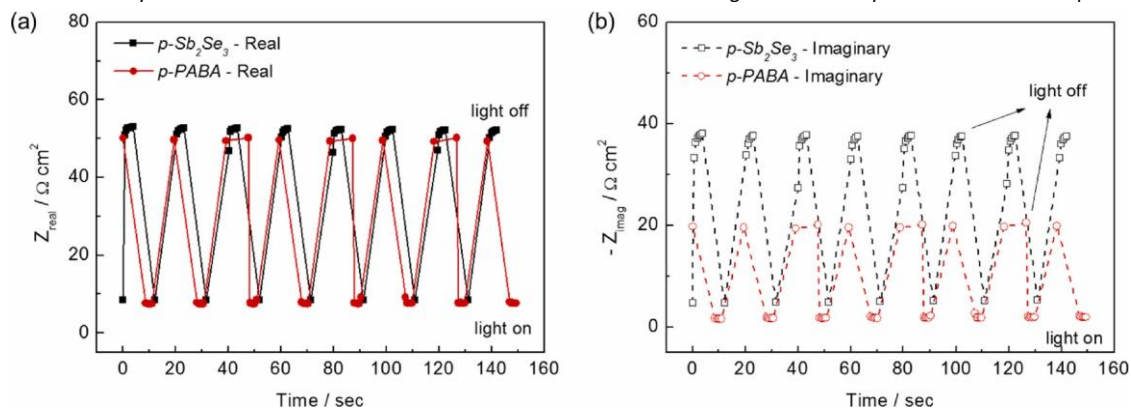 (a)
80
60
40
20
0
Z_real / Ω cm²
p-Sb₂Se₃ - Real
p-PABA - Real
light off
light on
0 20 40 60 80 100 120 140 160
Time / sec
(b)
60
40
20
0
- Z_imag / Ω cm²
p-Sb₂Se₃ - Imaginary
p-PABA - Imaginary
light off
light on
0 20 40 60 80 100 120 140 160
Time / sec